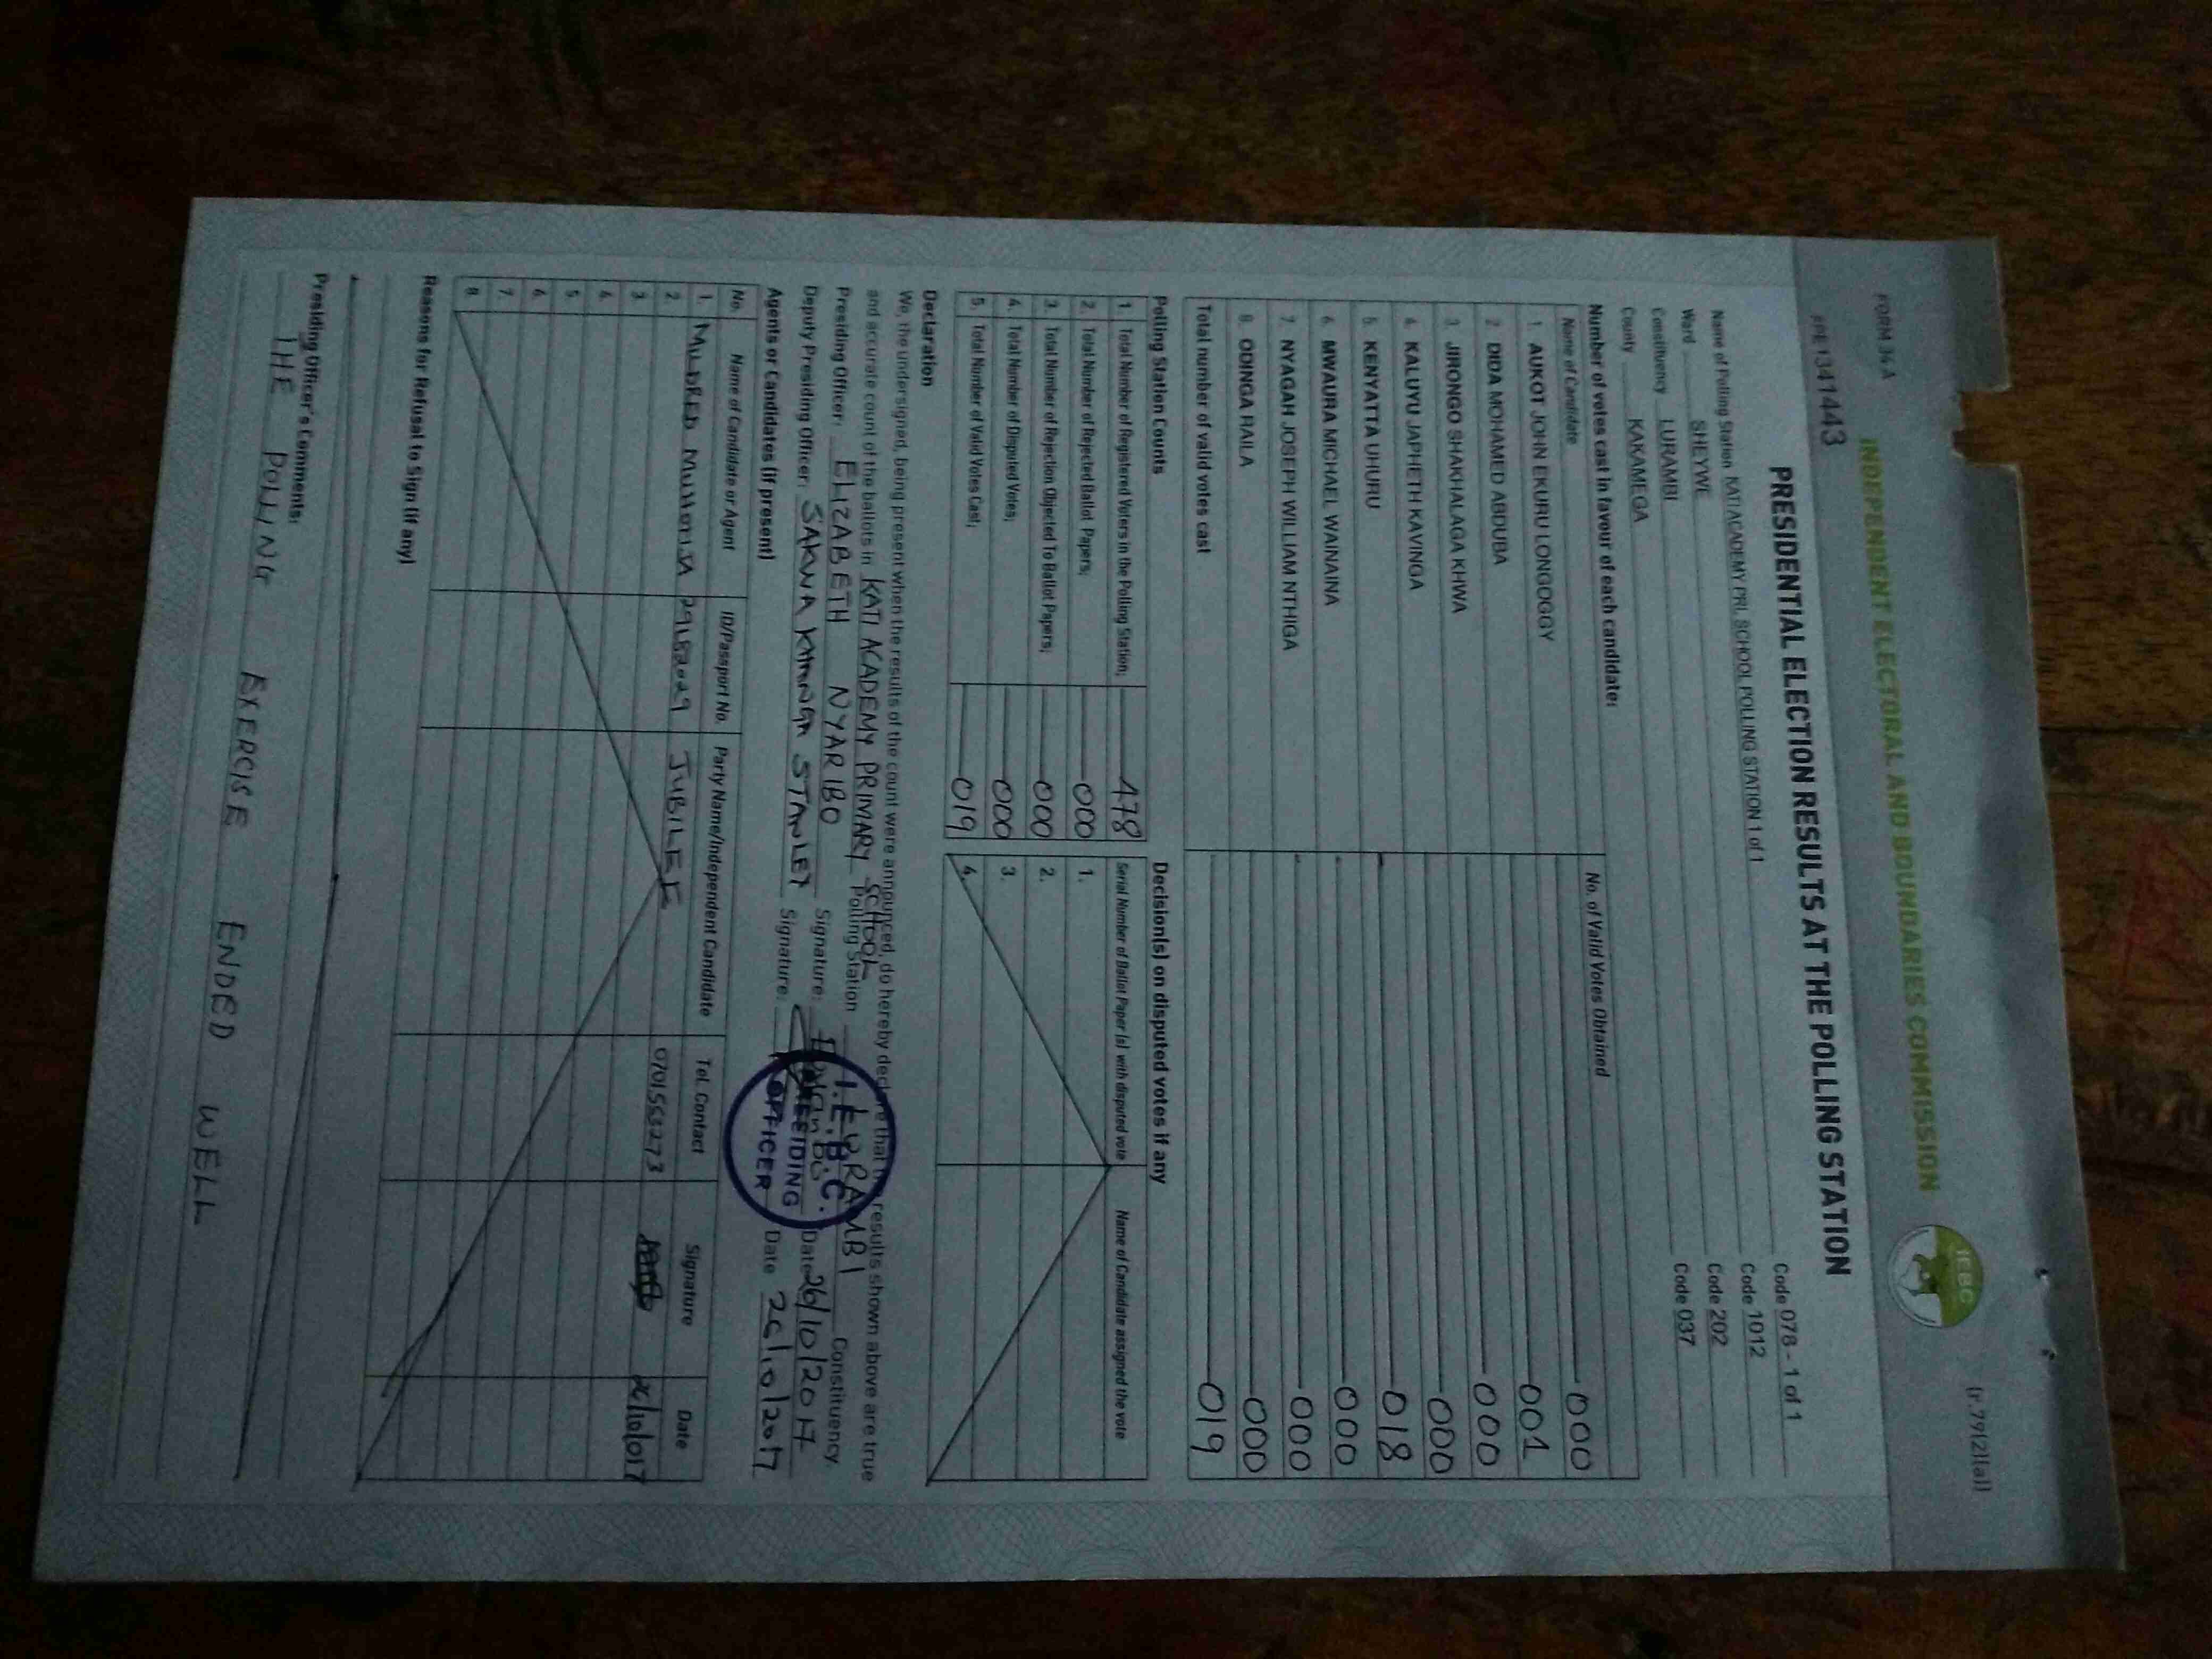 FORM 34A
INDEPENDENT ELECTORAL AND BOUNDARIES COMMISSION
IEBC
(r.79(2)(a))
1341443
PRESIDENTIAL ELECTION RESULTS AT THE POLLING STATION
Name of Polling Station KATI ACADEMY PRI. SCHOOL POLLING STATION 1 of 1 Code 078 - 1 of 1
Ward SHEYWE Code 1012
Constituency LURAMBI Code 202
County KAKAMEGA Code 037
Number of votes cast in favour of each candidate:
Name of Candidate No. of Valid Votes Obtained
1. AUKOT JOHN EKURU LONGOGGY 000
2. DIDA MOHAMED ABDUBA 001
3. JIRONGO SHAKHALAGA KHWA 000
4. KALUYU JAPHETH KAVINGA 000
5. KENYATTA UHURU 018
6. MWAURA MICHAEL WAINAINA 000
7. NYAGAH JOSEPH WILLIAM NTHIGA 000
8. ODINGA RAILA 000
Total number of valid votes cast 019
Polling Station Counts
1. Total Number of Registered Voters in the Polling Station; 478
2. Total Number of Rejected Ballot Papers; 000
3. Total Number of Rejection Objected To Ballot Papers; 000
4. Total Number of Disputed Votes; 000
5. Total Number of Valid Votes Cast; 019
Decision(s) on disputed votes if any
Serial Number of Ballot Paper (s) with disputed vote Name of Candidate assigned the vote
1.
2.
3.
4.
Declaration
We, the undersigned, being present when the results of the count were announced, do hereby declare that the results shown above are true
and accurate count of the ballots in KATI ACADEMY PRIMARY SCHOOL Polling Station LURAMBI Constituency
Presiding Officer: ELIZABETH NYARIBO Signature: Date 26/10/2017
Deputy Presiding Officer: SAKWA STANLEY Signature: Date 26/10/2017
I.E.B.C.
PRESIDING
OFFICER
Agents or Candidates (if present)
No. Name of Candidate or Agent ID/Passport No. Party Name/Independent Candidate Tel. Contact Signature Date
1. MILDRED 29182029 JUBILEE 0701563273 26/10/017
2.
3.
4.
5.
6.
7.
8.
Reasons for Refusal to Sign (if any)
Presiding Officer's Comments:
THE POLLING EXERCISE ENDED WELL